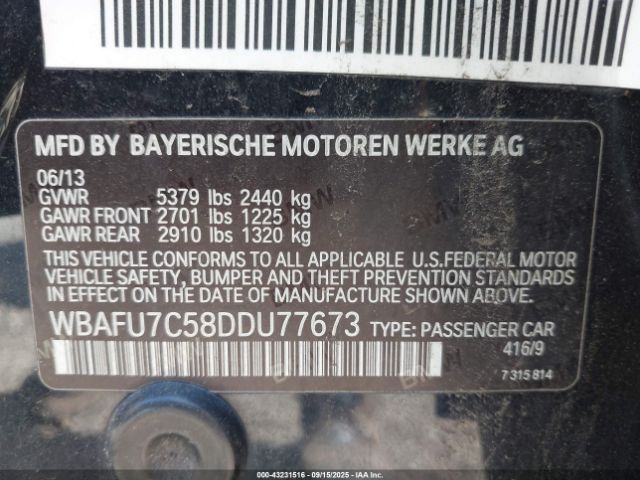 MFD BY BAYERISCHE MOTOREN WERKE AG
06/13
GVWR 5379 lbs 2440 kg
GAWR FRONT 2701 lbs 1225 kg
GAWR REAR 2910 lbs 1320 kg
THIS VEHICLE CONFORMS TO ALL APPLICABLE U.S.FEDERAL MOTOR
VEHICLE SAFETY, BUMPER AND THEFT PREVENTION STANDARDS
IN EFFECT ON THE DATE OF MANUFACTURE SHOWN ABOVE.
WBAFU7C58DDU77673 TYPE: PASSENGER CAR
416/9
7 315 814
000-43231516 - 09/15/2025 - IAAI.COM